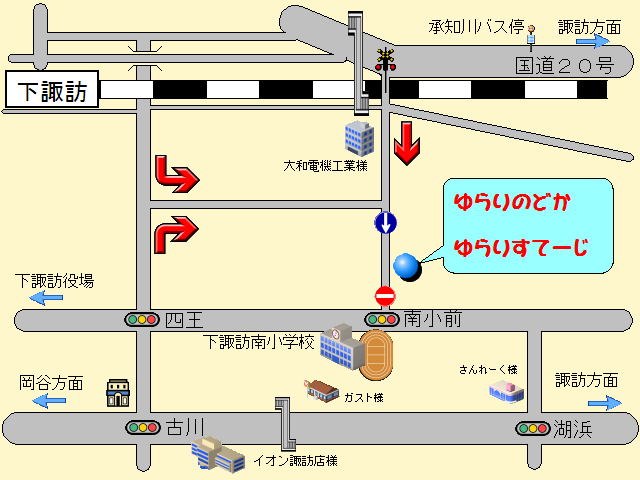 承知川バス停
諏訪方面
国道２０号
下諏訪
大和電機工業様
ゆらりのどか
ゆらりすてーじ
下諏訪役場
四王
南小前
下諏訪南小学校
岡谷方面
ガスト様
さんれーく様
諏訪方面
古川
湖浜
イオン諏訪店様